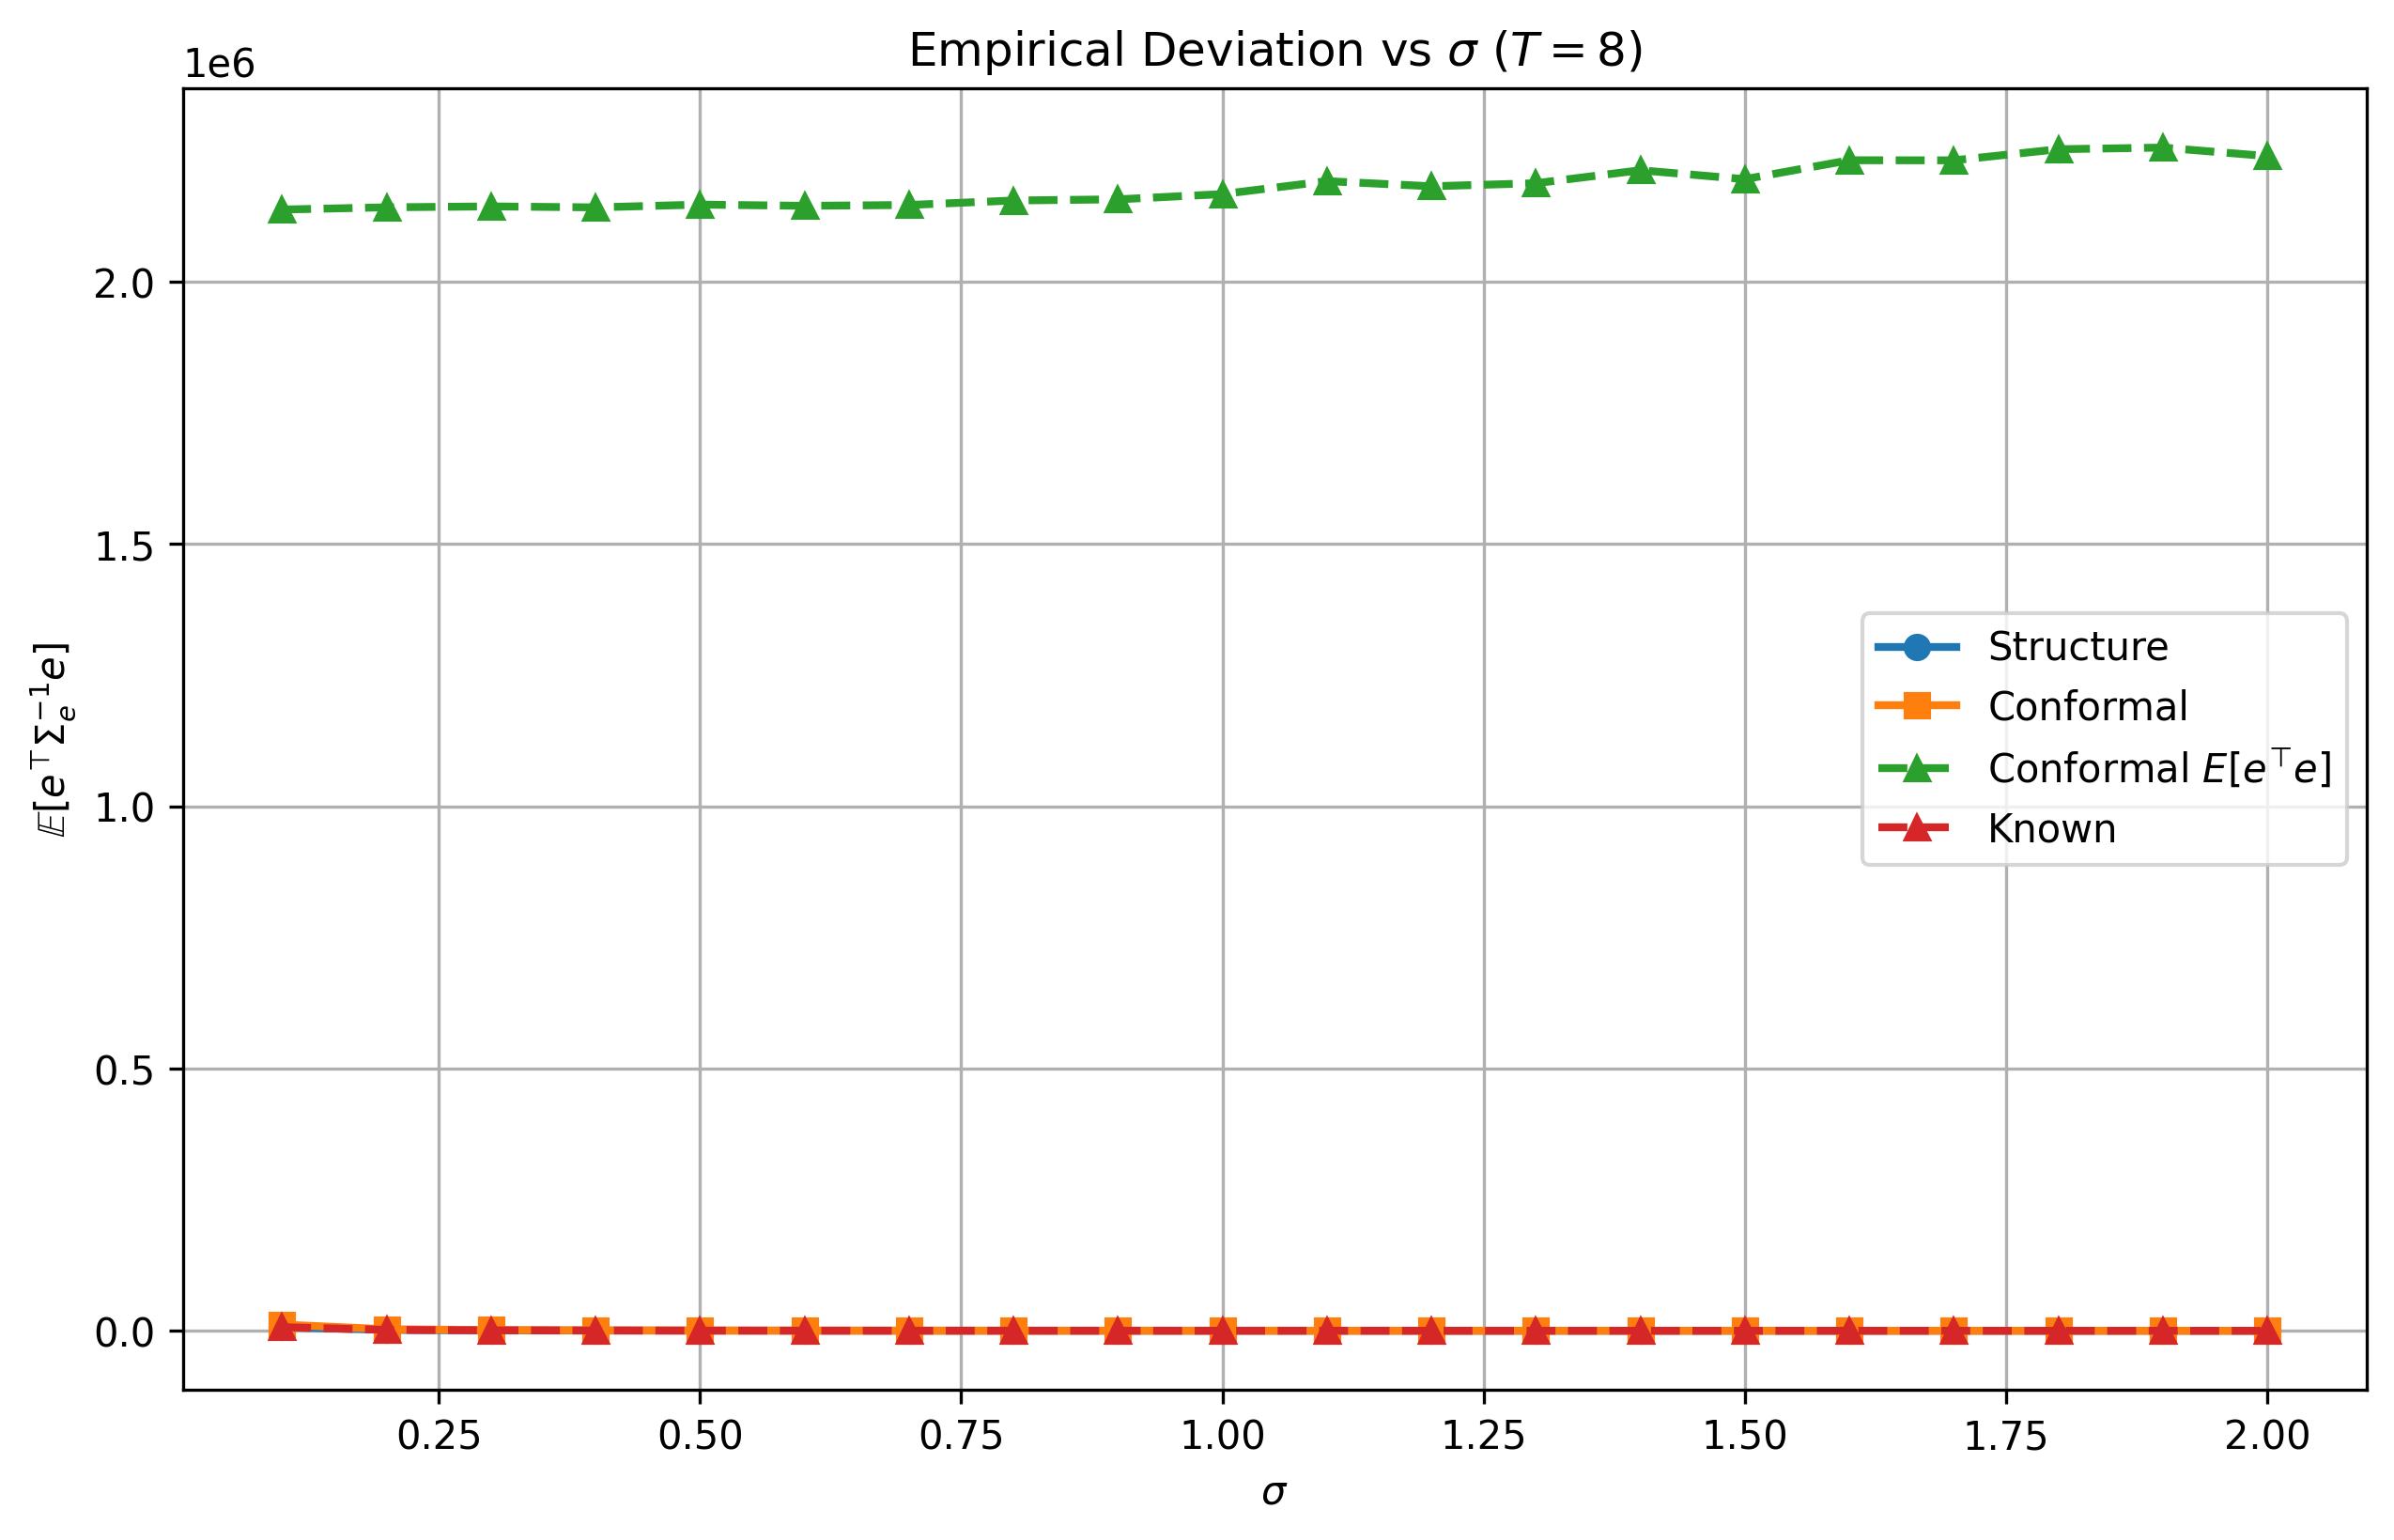 Empirical Deviation vs σ (T = 8)
1e6
2.0
1.5
1.0
0.5
0.0
𝔼[e⊤Σₑ⁻¹e]
Structure
Conformal
Conformal E[e⊤e]
Known
0.25 0.50 0.75 1.00 1.25 1.50 1.75 2.00
σ